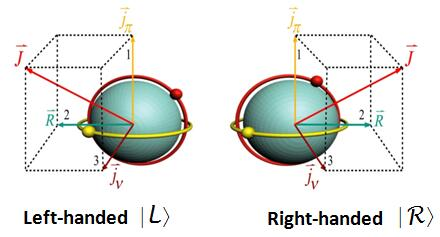 j⃗π
j⃗π
1
1
J⃗
J⃗
R⃗
2
2
R⃗
3
3
j⃗ν
j⃗ν
Left-handed |L⟩
Right-handed |R⟩